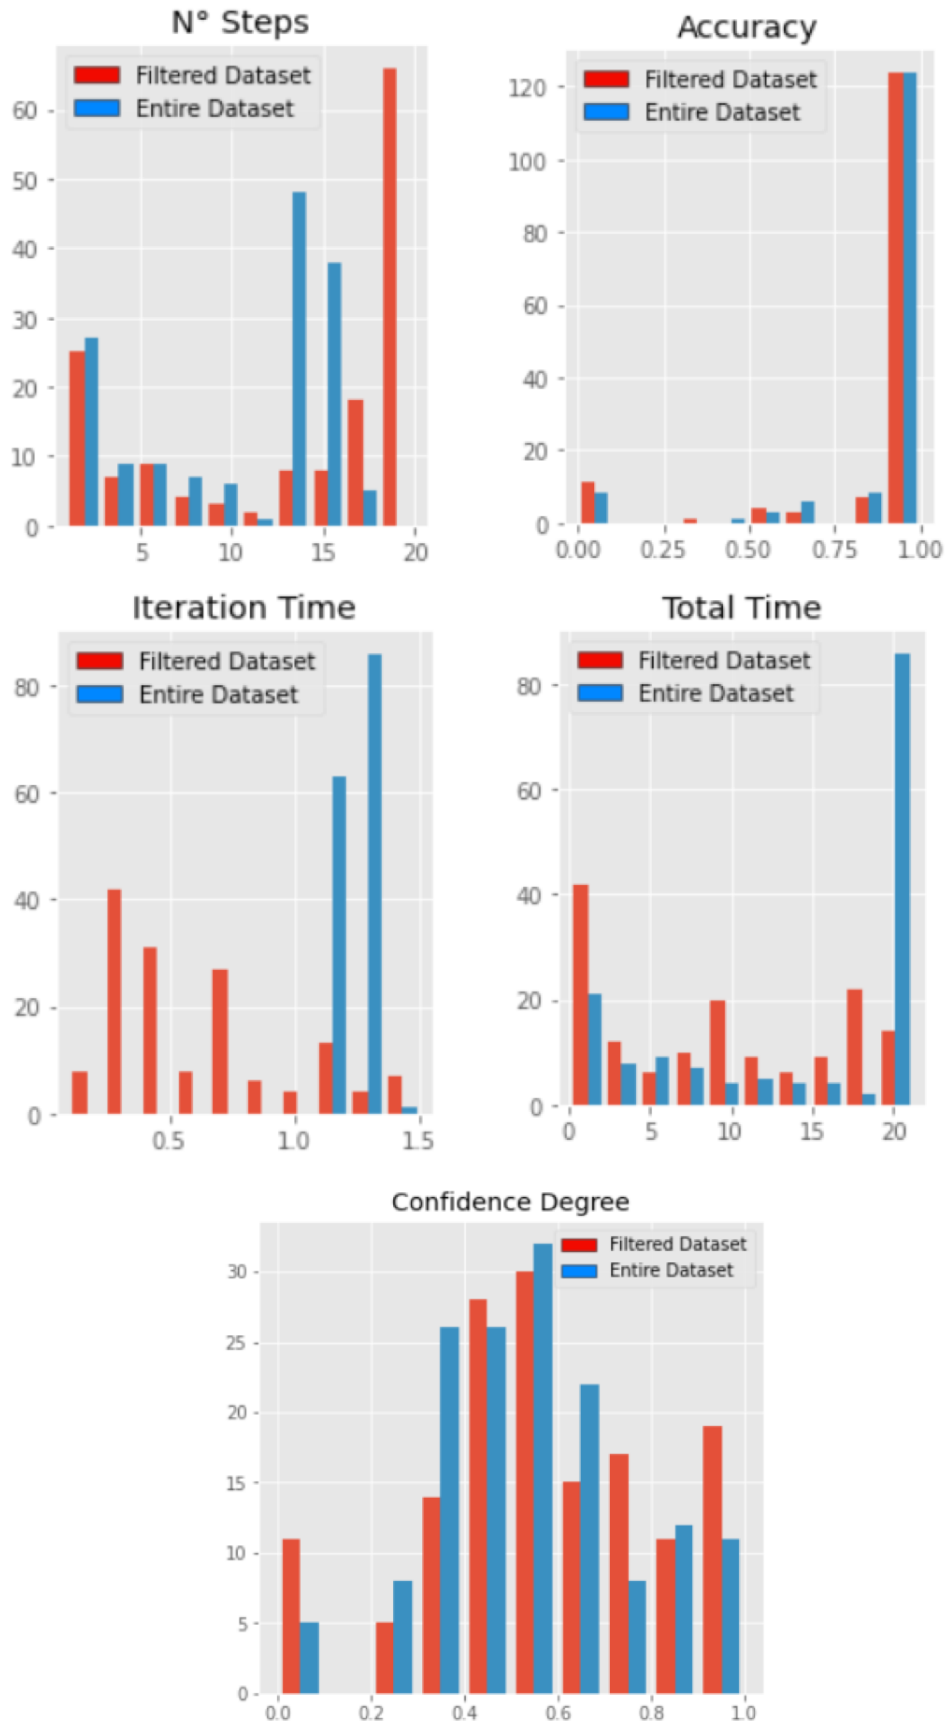 N° Steps
Filtered Dataset
Entire Dataset
60
50
40
30
20
10
0
5 10 15 20
Accuracy
Filtered Dataset
Entire Dataset
120
100
80
60
40
20
0
0.00 0.25 0.50 0.75 1.00
Iteration Time
Filtered Dataset
Entire Dataset
80
60
40
20
0
0.5 1.0 1.5
Total Time
Filtered Dataset
Entire Dataset
80
60
40
20
0
0 5 10 15 20
Confidence Degree
Filtered Dataset
Entire Dataset
30
25
20
15
10
5
0
0.0 0.2 0.4 0.6 0.8 1.0